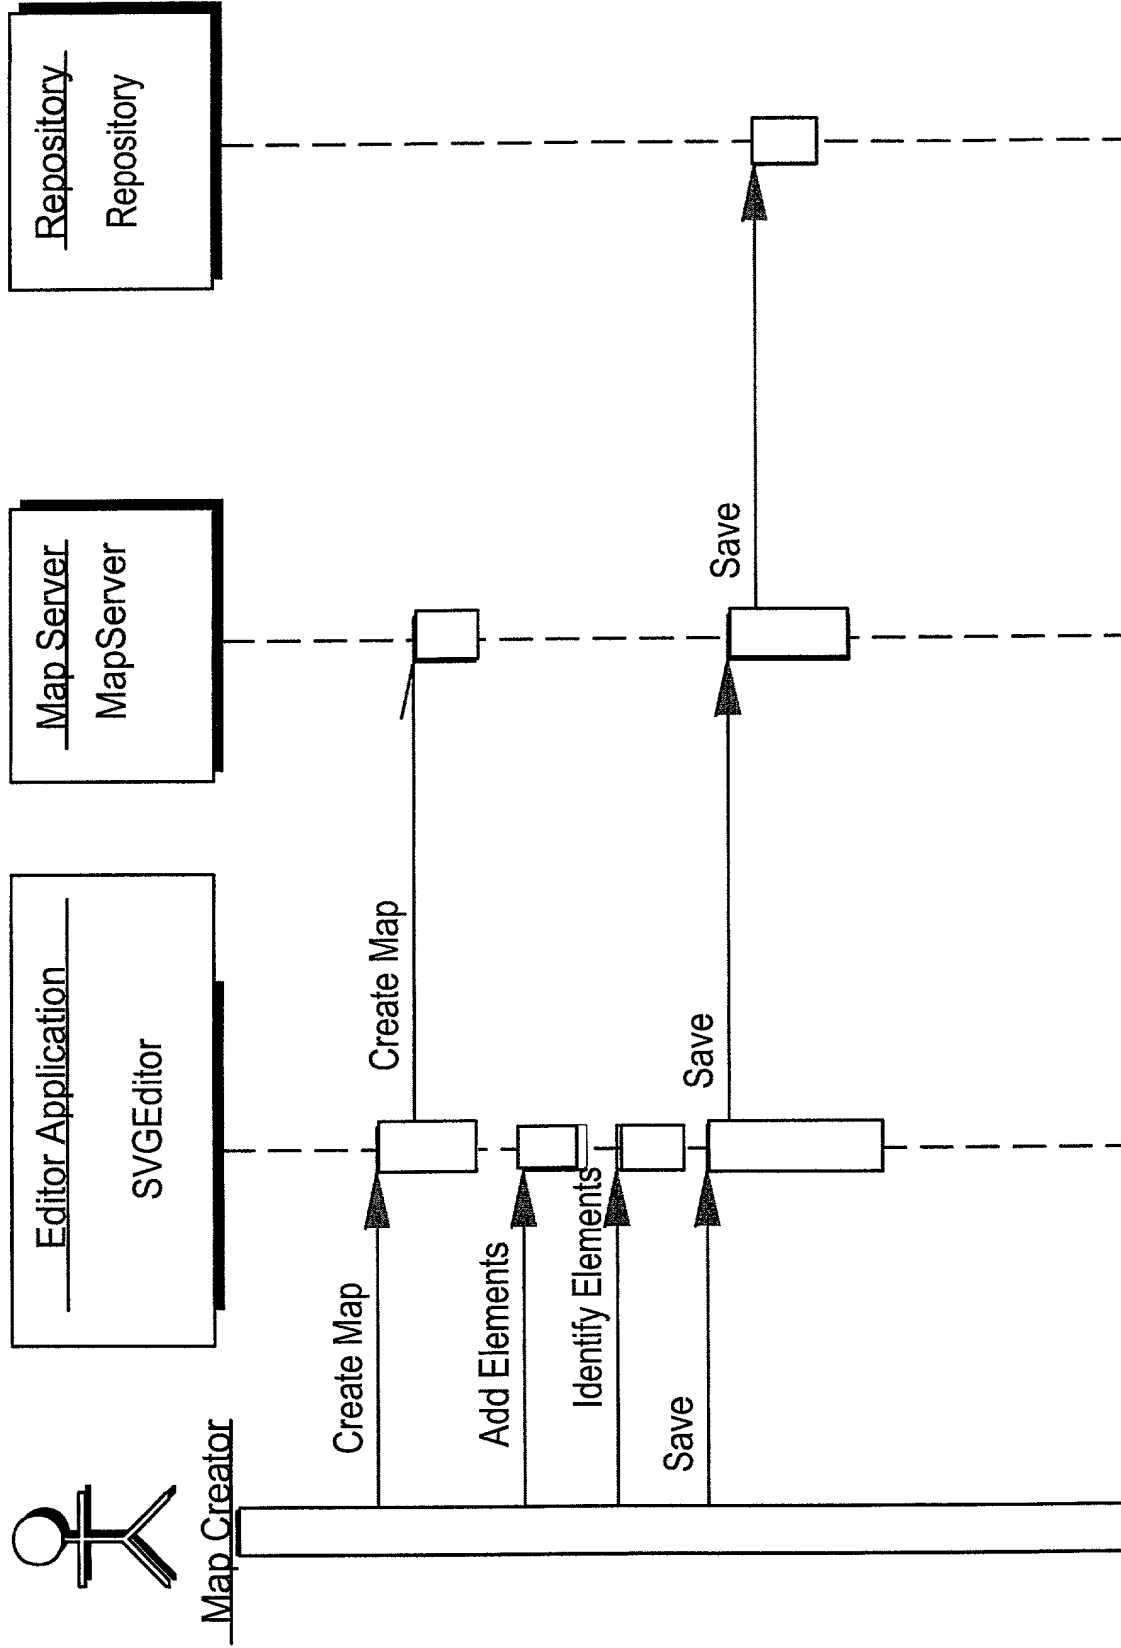 Map Creator
Editor Application
SVGEditor
Map Server
MapServer
Repository
Repository
Create Map
Create Map
Add Elements
Identify Elements
Save
Save
Save